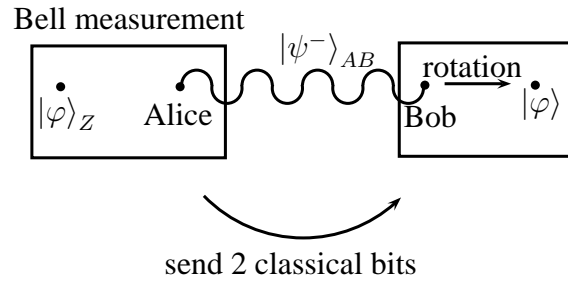 Bell measurement
|ψ⁻⟩_AB
rotation
|φ⟩_Z
Alice
Bob
|φ⟩
send 2 classical bits